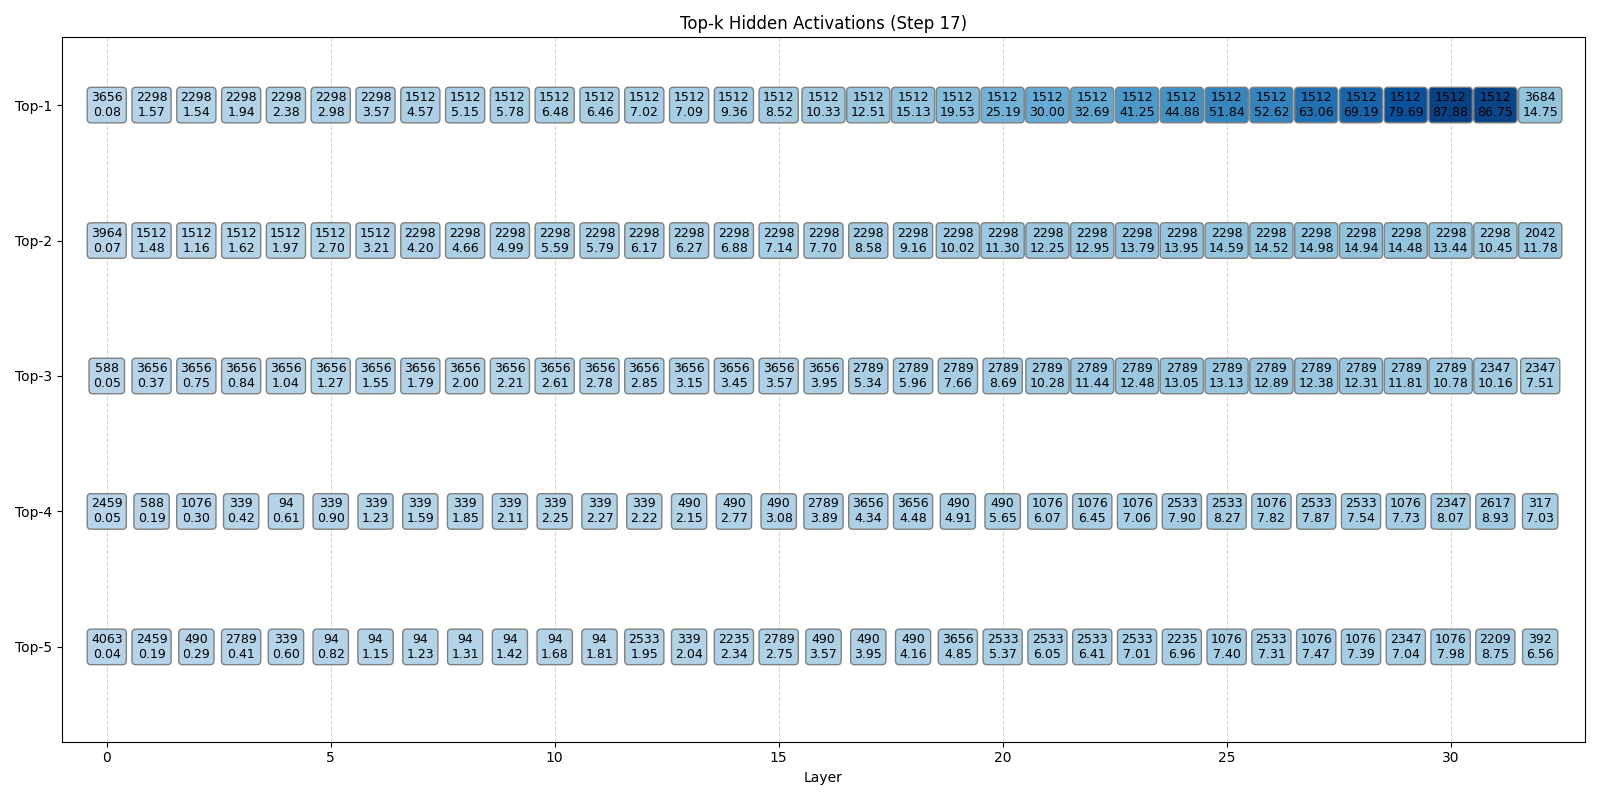 Top-k Hidden Activations (Step 17)
Top-1
3656 2298 2298 2298 2298 2298 2298 1512 1512 1512 1512 1512 1512 1512 1512 1512 1512 1512 1512 1512 1512 1512 1512 1512 1512 1512 1512 1512 1512 1512 1512 1512 3684
0.08 1.57 1.54 1.94 2.38 2.98 3.57 4.57 5.15 5.78 6.48 6.46 7.02 7.09 9.36 8.52 10.33 12.51 15.13 19.53 25.19 30.00 32.69 41.25 44.88 51.84 52.62 63.06 69.19 79.69 87.88 86.75 14.75
Top-2
3964 1512 1512 1512 1512 1512 1512 2298 2298 2298 2298 2298 2298 2298 2298 2298 2298 2298 2298 2298 2298 2298 2298 2298 2298 2298 2298 2298 2298 2298 2298 2298 2042
0.07 1.48 1.16 1.62 1.97 2.70 3.21 4.20 4.66 4.99 5.59 5.79 6.17 6.27 6.88 7.14 7.70 8.58 9.16 10.02 11.30 12.25 12.95 13.79 13.95 14.59 14.52 14.98 14.94 14.48 13.44 10.45 11.78
Top-3
588 3656 3656 3656 3656 3656 3656 3656 3656 3656 3656 3656 3656 3656 3656 3656 3656 2789 2789 2789 2789 2789 2789 2789 2789 2789 2789 2789 2789 2789 2789 2347 2347
0.05 0.37 0.75 0.84 1.04 1.27 1.55 1.79 2.00 2.21 2.61 2.78 2.85 3.15 3.45 3.57 3.95 5.34 5.96 7.66 8.69 10.28 11.44 12.48 13.05 13.13 12.89 12.38 12.31 11.81 10.78 10.16 7.51
Top-4
2459 588 1076 339 94 339 339 339 339 339 339 339 339 490 490 490 2789 3656 3656 490 490 1076 1076 1076 2533 2533 1076 2533 2533 1076 2347 2617 317
0.05 0.19 0.30 0.42 0.61 0.90 1.23 1.59 1.85 2.11 2.25 2.27 2.22 2.15 2.77 3.08 3.89 4.34 4.48 4.91 5.65 6.07 6.45 7.06 7.90 8.27 7.82 7.87 7.54 7.73 8.07 8.93 7.03
Top-5
4063 2459 490 2789 339 94 94 94 94 94 94 94 2533 339 2235 2789 490 490 490 3656 2533 2533 2533 2533 2235 1076 2533 1076 1076 2347 1076 2209 392
0.04 0.19 0.29 0.41 0.60 0.82 1.15 1.23 1.31 1.42 1.68 1.81 1.95 2.04 2.34 2.75 3.57 3.95 4.16 4.85 5.37 6.05 6.41 7.01 6.96 7.40 7.31 7.47 7.39 7.04 7.98 8.75 6.56
0 5 10 15 20 25 30
Layer